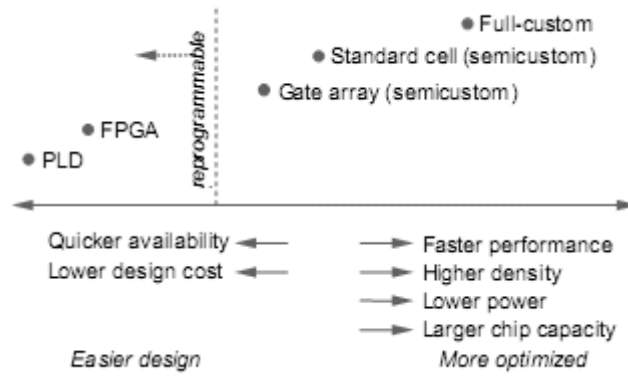 Full-custom
Standard cell (semicustom)
Gate array (semicustom)
reprogrammable
FPGA
PLD
Quicker availability
Lower design cost
Faster performance
Higher density
Lower power
Larger chip capacity
Easier design
More optimized